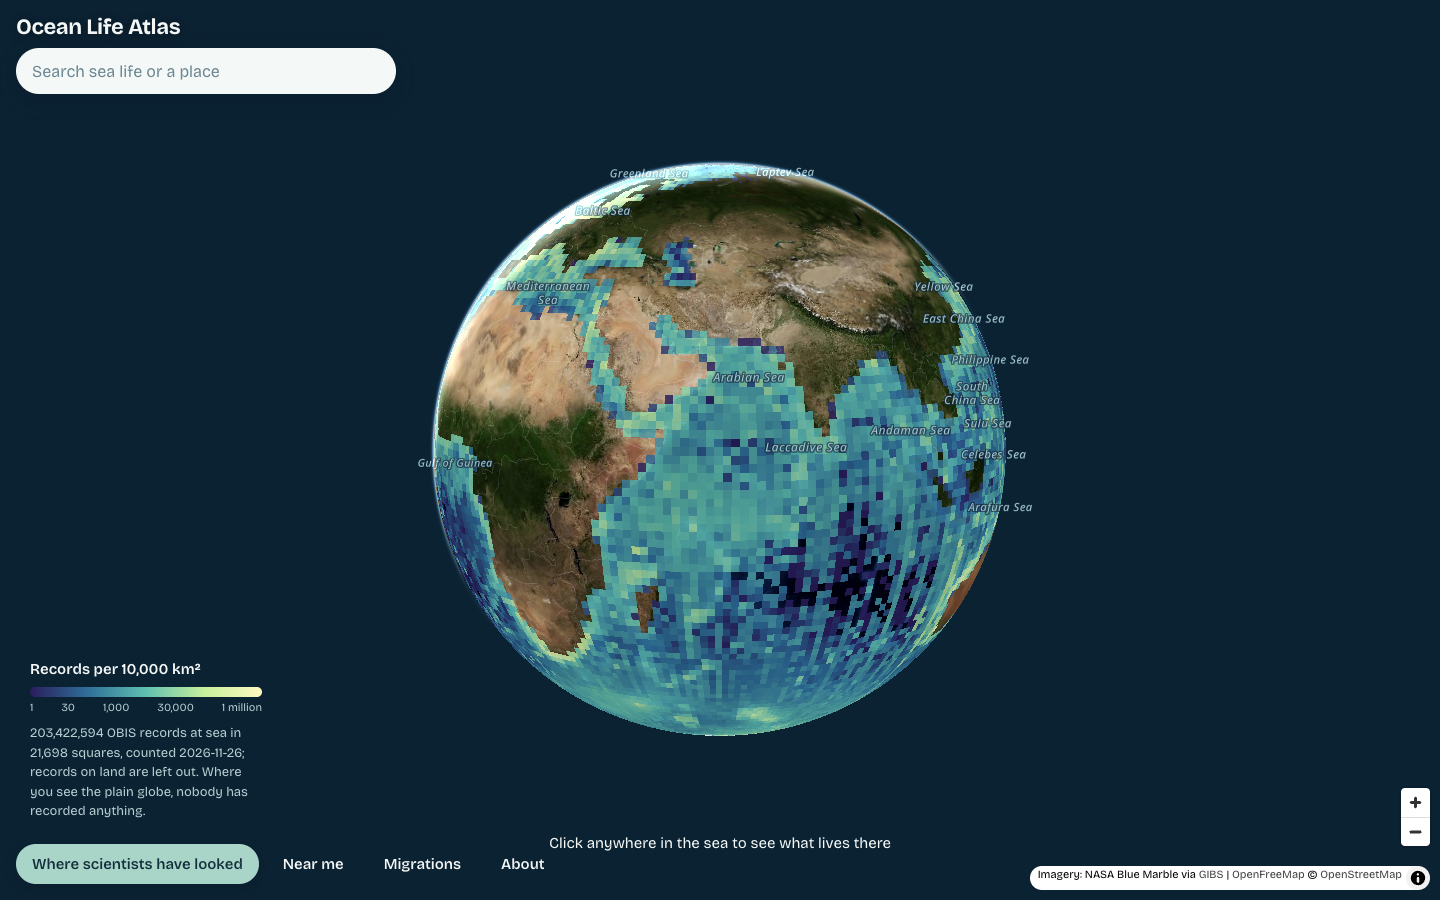 Ocean Life Atlas
Search sea life or a place
Greenland Sea
Laptev Sea
Baltic Sea
Mediterranean
Sea
Yellow Sea
East China Sea
Philippine Sea
Arabian Sea
South
China Sea
Sulu Sea
Andaman Sea
Laccadive Sea
Celebes Sea
Gulf of Guinea
Arafura Sea
Records per 10,000 km²
1 30 1,000 30,000 1 million
203,422,594 OBIS records at sea in
21,698 squares, counted 2026-11-26;
records on land are left out. Where
you see the plain globe, nobody has
recorded anything.
Click anywhere in the sea to see what lives there
Where scientists have looked Near me Migrations About
Imagery: NASA Blue Marble via GIBS | OpenFreeMap © OpenStreetMap